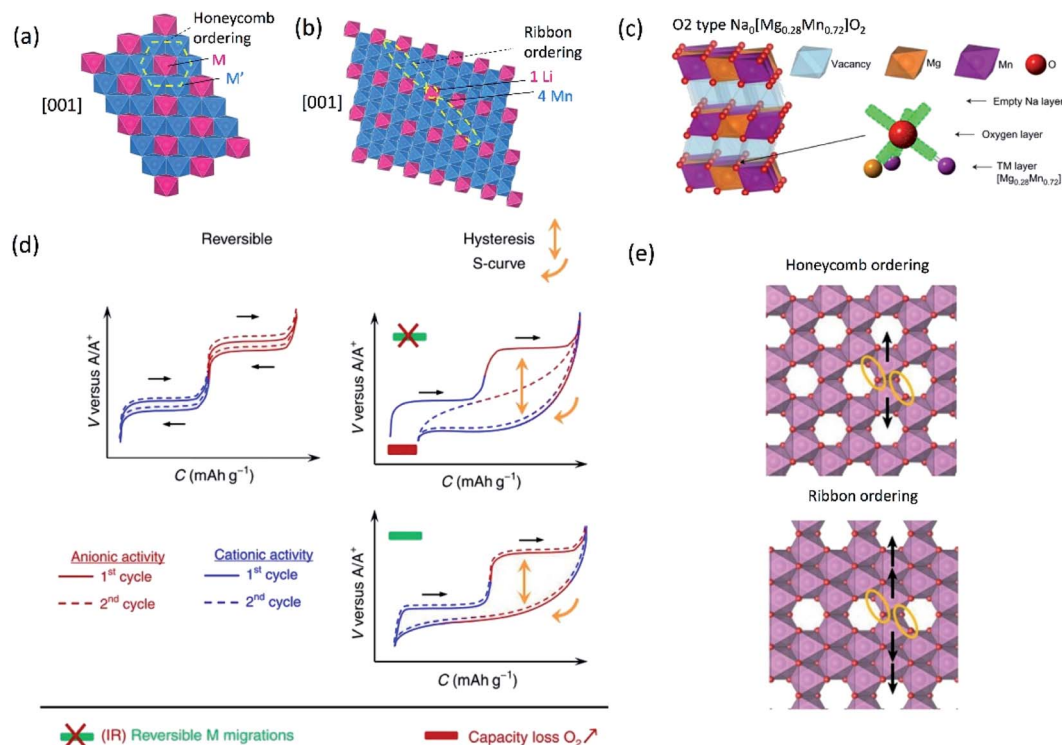 (a)
Honeycomb
ordering
M
M'
[001]
(b)
Ribbon
ordering
1 Li
4 Mn
[001]
(c)
O2 type Na₀[Mg₀.₂₈Mn₀.₇₂]O₂
Vacancy
Mg
Mn
O
Empty Na layer
Oxygen layer
TM layer
[Mg₀.₂₈Mn₀.₇₂]
(d)
Reversible
Hysteresis
S-curve
V versus A/A⁺
C (mAh g⁻¹)
V versus A/A⁺
C (mAh g⁻¹)
Anionic activity
1st cycle
2nd cycle
Cationic activity
1st cycle
2nd cycle
V versus A/A⁺
C (mAh g⁻¹)
(IR) Reversible M migrations
Capacity loss O₂ ↗
(e)
Honeycomb ordering
Ribbon ordering